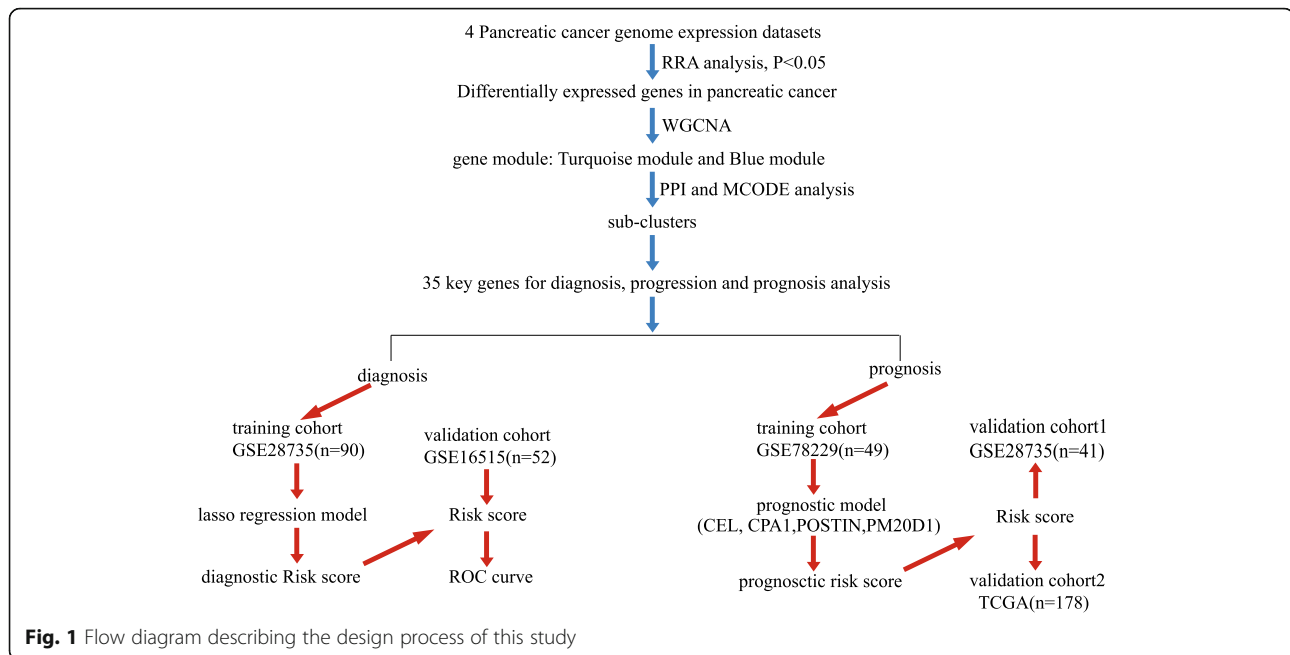 4 Pancreatic cancer genome expression datasets
RRA analysis, P<0.05
Differentially expressed genes in pancreatic cancer
WGCNA
gene module: Turquoise module and Blue module
PPI and MCODE analysis
sub-clusters
35 key genes for diagnosis, progression and prognosis analysis
diagnosis
training cohort
GSE28735(n=90)
lasso regression model
diagnostic Risk score
validation cohort
GSE16515(n=52)
Risk score
ROC curve
prognosis
training cohort
GSE78229(n=49)
prognostic model
(CEL, CPA1,POSTIN,PM20D1)
prognosctic risk score
validation cohort1
GSE28735(n=41)
Risk score
validation cohort2
TCGA(n=178)
Fig. 1 Flow diagram describing the design process of this study